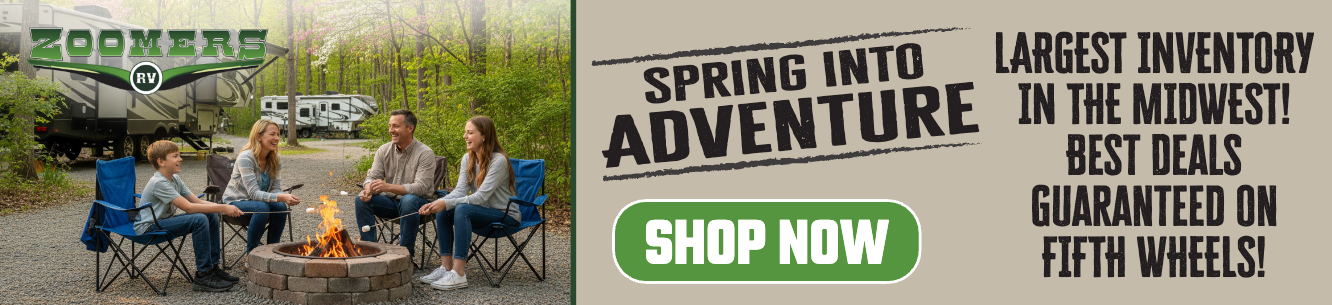 ZOOMERS
RV
SPRING INTO
ADVENTURE
SHOP NOW
LARGEST INVENTORY
IN THE MIDWEST!
BEST DEALS
GUARANTEED ON
FIFTH WHEELS!